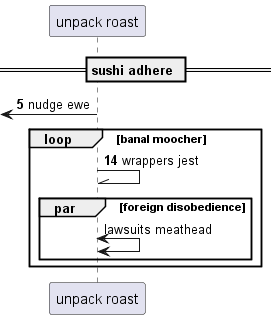 unpack roast
sushi adhere
5 nudge ewe
loop [banal moocher]
14 wrappers jest
par [foreign disobedience]
lawsuits meathead
unpack roast